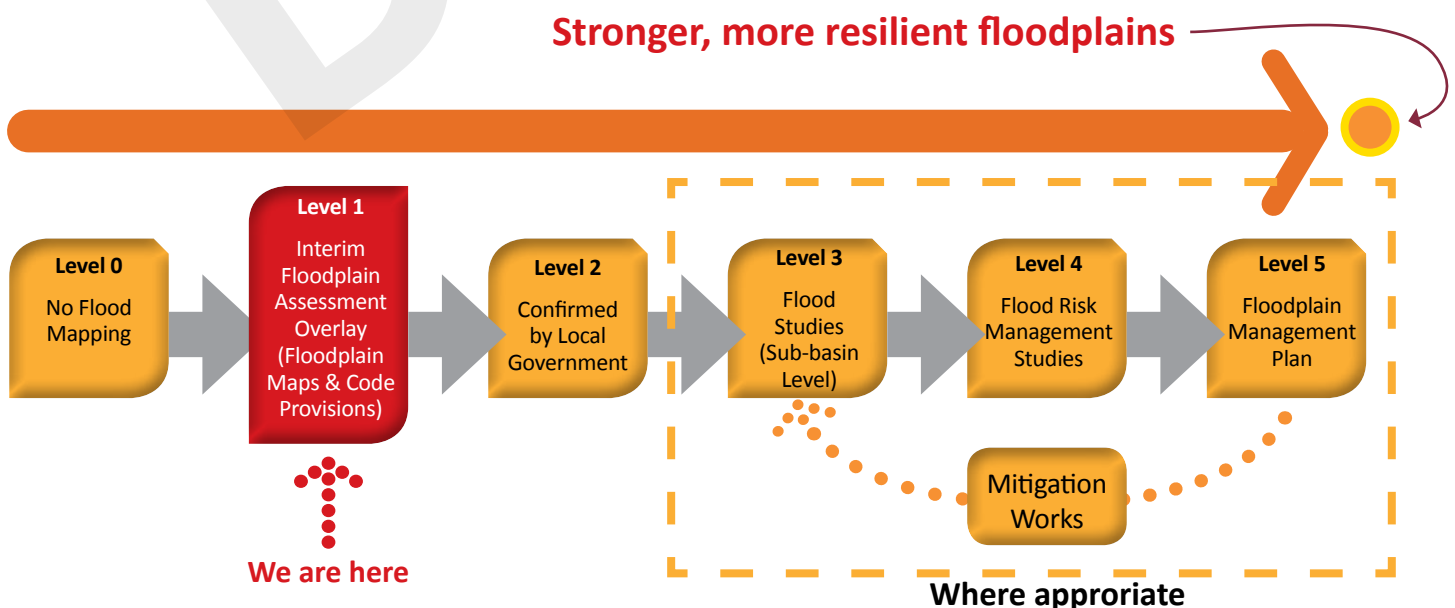 Stronger, more resilient floodplains
Level 0
No Flood
Mapping
Level 1
Interim
Floodplain
Assessment
Overlay
(Floodplain
Maps & Code
Provisions)
Level 2
Confirmed
by Local
Government
Level 3
Flood
Studies
(Sub-basin
Level)
Level 4
Flood Risk
Management
Studies
Level 5
Floodplain
Management
Plan
Mitigation
Works
We are here
Where approriate